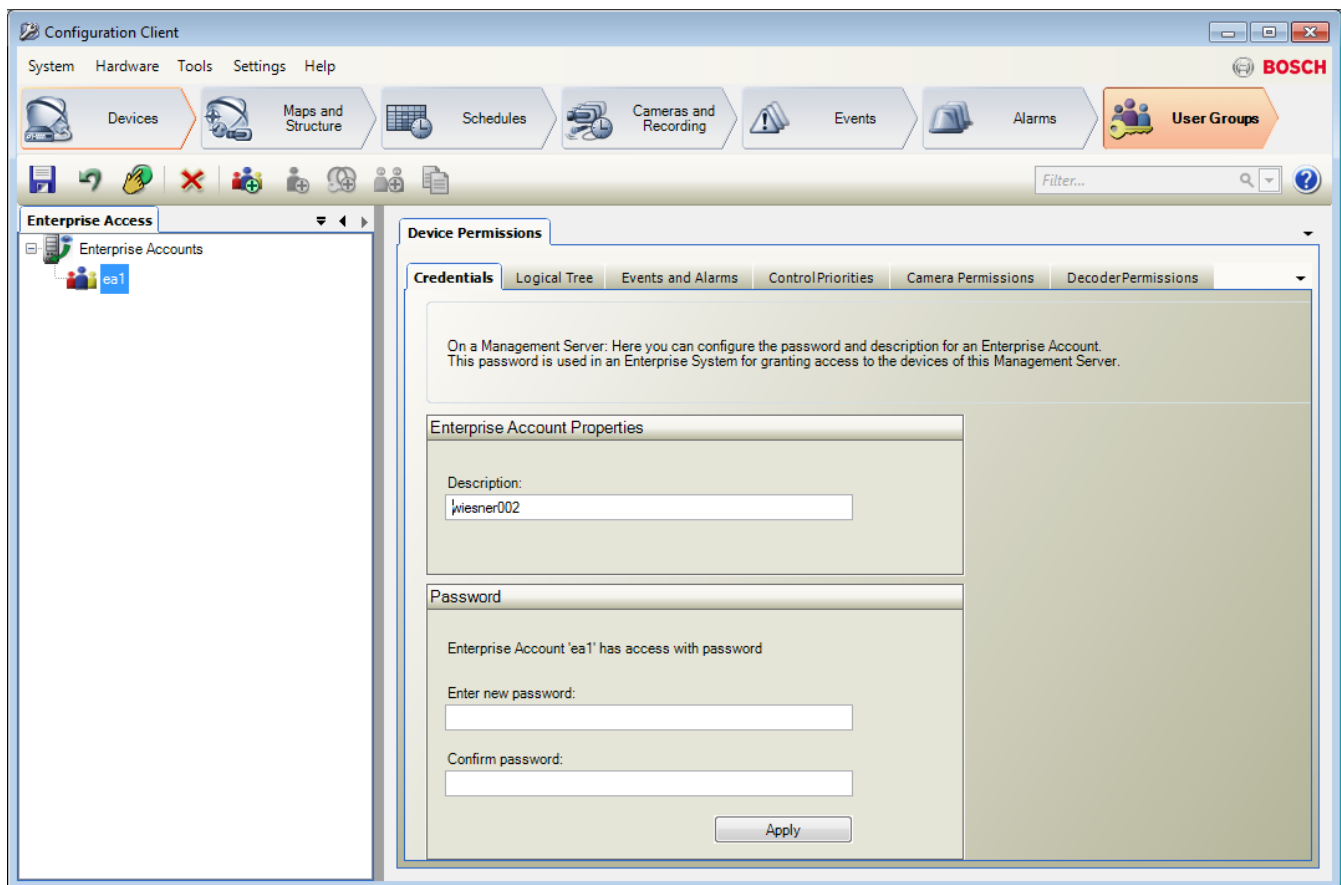 Configuration Client
System Hardware Tools Settings Help
BOSCH
Devices
Maps and
Structure
Schedules
Cameras and
Recording
Events
Alarms
User Groups
Filter...
Enterprise Access
Enterprise Accounts
ea1
Device Permissions
Credentials Logical Tree Events and Alarms ControlPriorities Camera Permissions DecoderPermissions
On a Management Server: Here you can configure the password and description for an Enterprise Account.
This password is used in an Enterprise System for granting access to the devices of this Management Server.
Enterprise Account Properties
Description:
wiesner002
Password
Enterprise Account 'ea1' has access with password
Enter new password:
Confirm password:
Apply